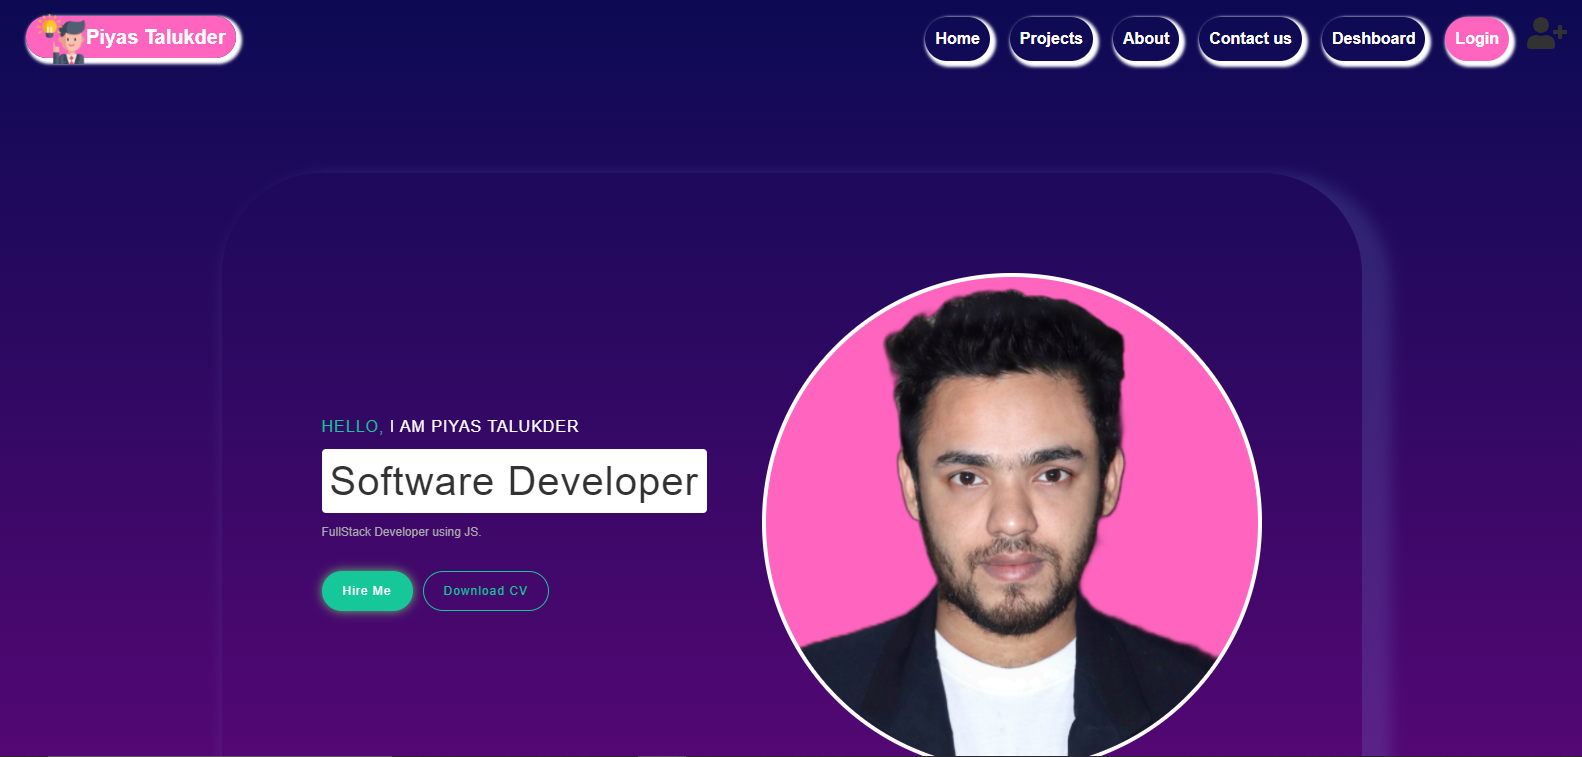 Piyas Talukder
Home Projects About Contact us Deshboard Login
HELLO, I AM PIYAS TALUKDER
Software Developer
FullStack Developer using JS.
Hire Me Download CV